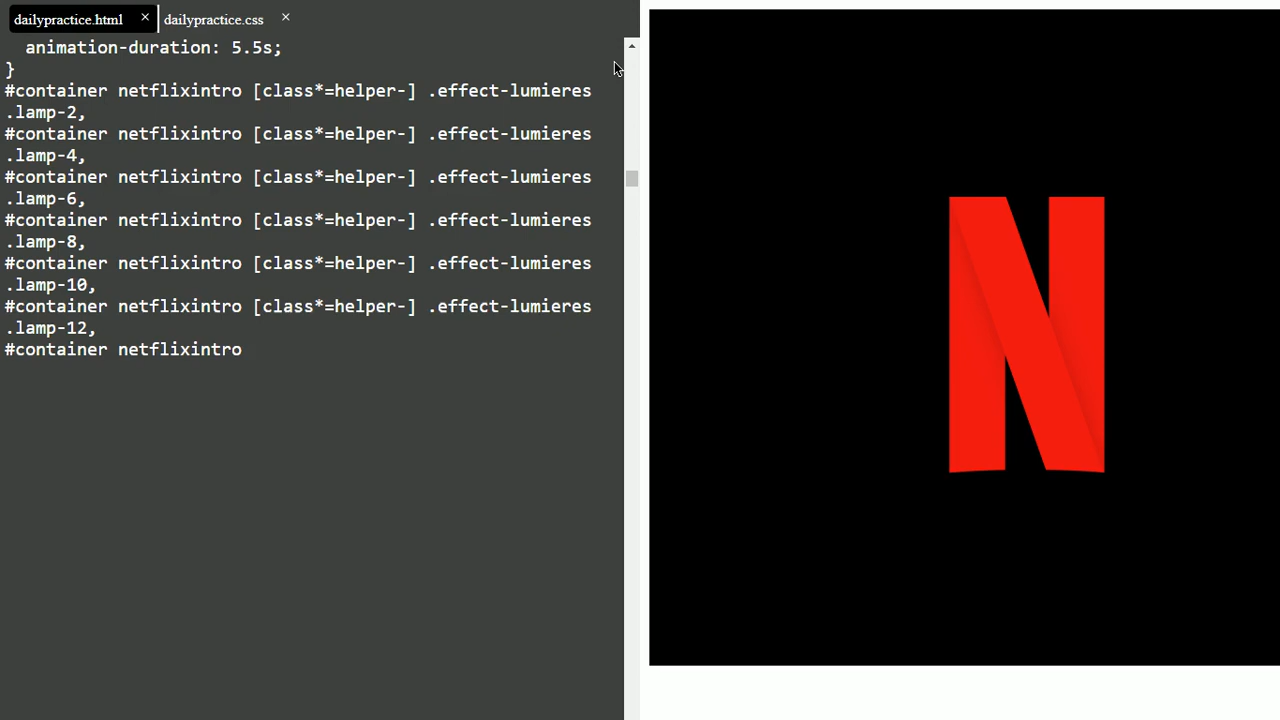 dailypractice.html × dailypractice.css ×
animation-duration: 5.5s;
}
#container netflixintro [class*=helper-] .effect-lumieres
.lamp-2,
#container netflixintro [class*=helper-] .effect-lumieres
.lamp-4,
#container netflixintro [class*=helper-] .effect-lumieres
.lamp-6,
#container netflixintro [class*=helper-] .effect-lumieres
.lamp-8,
#container netflixintro [class*=helper-] .effect-lumieres
.lamp-10,
#container netflixintro [class*=helper-] .effect-lumieres
.lamp-12,
#container netflixintro
N